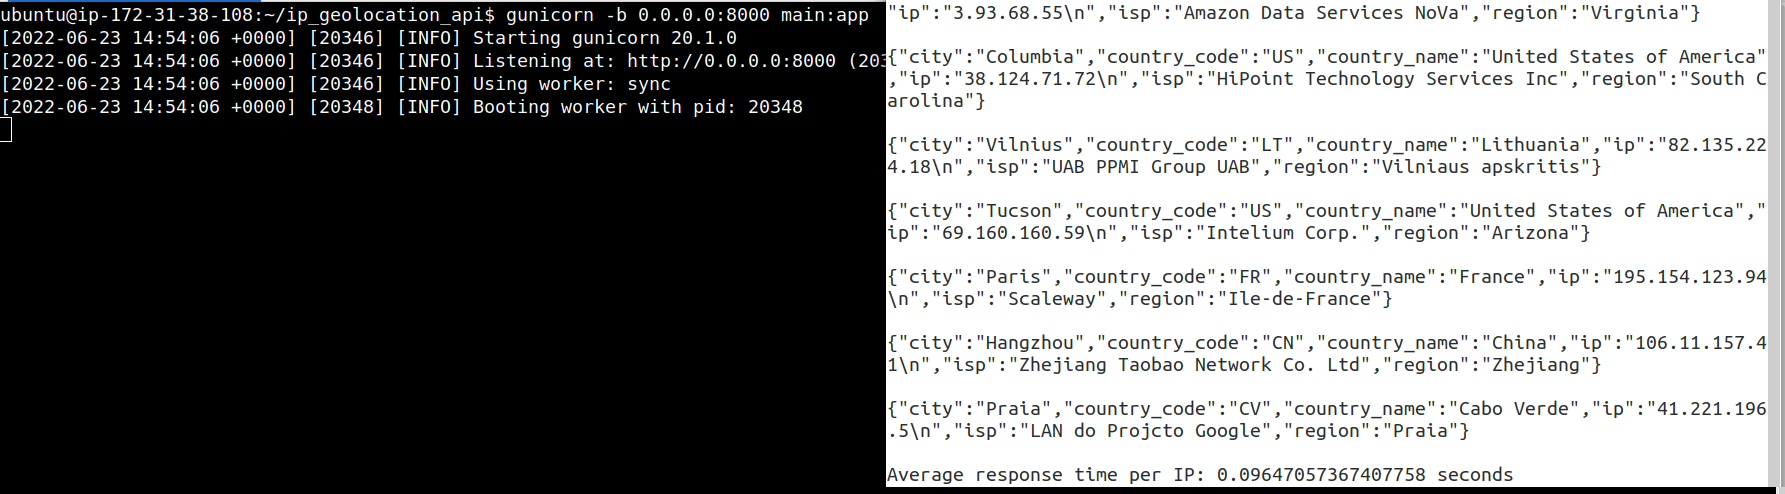 ubuntu@ip-172-31-38-108:~/ip_geolocation_api$ gunicorn -b 0.0.0.0:8000 main:app
[2022-06-23 14:54:06 +0000] [20346] [INFO] Starting gunicorn 20.1.0
[2022-06-23 14:54:06 +0000] [20346] [INFO] Listening at: http://0.0.0.0:8000 (203
[2022-06-23 14:54:06 +0000] [20346] [INFO] Using worker: sync
[2022-06-23 14:54:06 +0000] [20348] [INFO] Booting worker with pid: 20348
"ip":"3.93.68.55\n","isp":"Amazon Data Services NoVa","region":"Virginia"}
{"city":"Columbia","country_code":"US","country_name":"United States of America"
,"ip":"38.124.71.72\n","isp":"HiPoint Technology Services Inc","region":"South C
arolina"}
{"city":"Vilnius","country_code":"LT","country_name":"Lithuania","ip":"82.135.22
4.18\n","isp":"UAB PPMI Group UAB","region":"Vilniaus apskritis"}
{"city":"Tucson","country_code":"US","country_name":"United States of America","
ip":"69.160.160.59\n","isp":"Intelium Corp.","region":"Arizona"}
{"city":"Paris","country_code":"FR","country_name":"France","ip":"195.154.123.94
\n","isp":"Scaleway","region":"Ile-de-France"}
{"city":"Hangzhou","country_code":"CN","country_name":"China","ip":"106.11.157.4
1\n","isp":"Zhejiang Taobao Network Co. Ltd","region":"Zhejiang"}
{"city":"Praia","country_code":"CV","country_name":"Cabo Verde","ip":"41.221.196
.5\n","isp":"LAN do Projcto Google","region":"Praia"}
Average response time per IP: 0.09647057367407758 seconds